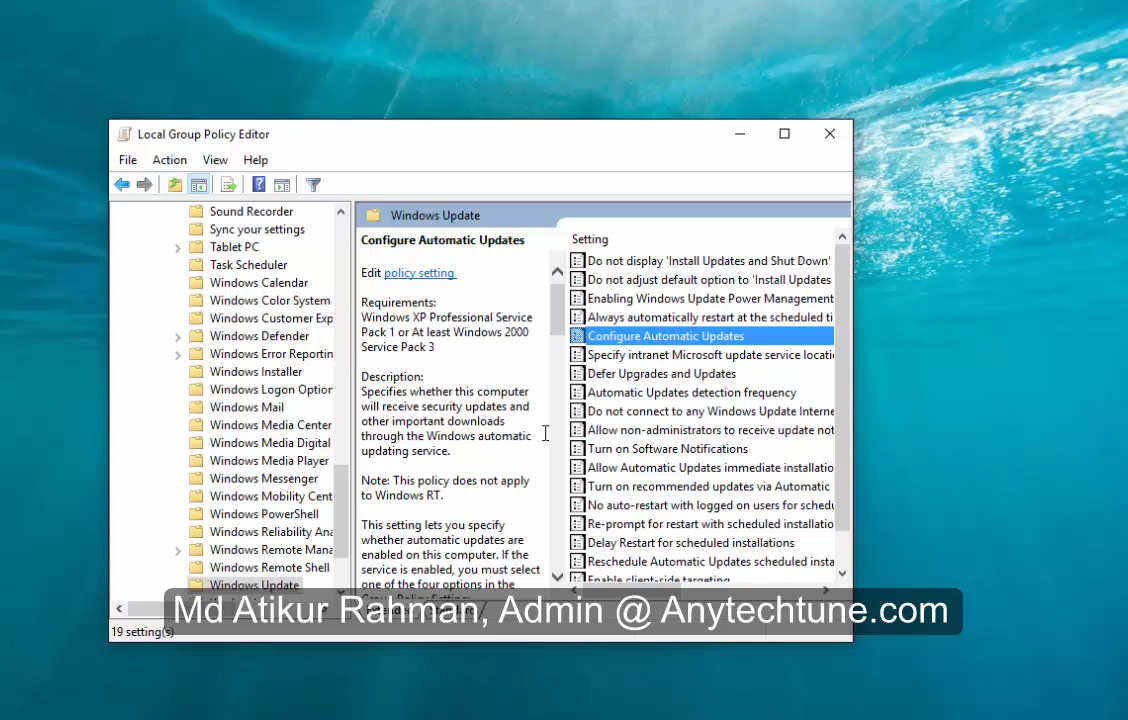 Local Group Policy Editor
File Action View Help
Sound Recorder
Sync your settings
Tablet PC
Task Scheduler
Windows Calendar
Windows Color System
Windows Customer Exp
Windows Defender
Windows Error Reportin
Windows Installer
Windows Logon Option
Windows Mail
Windows Media Center
Windows Media Digital
Windows Media Player
Windows Messenger
Windows Mobility Cent
Windows PowerShell
Windows Reliability Ana
Windows Remote Mana
Windows Remote Shell
Windows Update
Windows Update
Configure Automatic Updates
Edit policy setting
Requirements:
Windows XP Professional Service
Pack 1 or At least Windows 2000
Service Pack 3
Description:
Specifies whether this computer
will receive security updates and
other important downloads
through the Windows automatic
updating service.
Note: This policy does not apply
to Windows RT.
This setting lets you specify
whether automatic updates are
enabled on this computer. If the
service is enabled, you must select
one of the four options in the
Group Policy Setting:
Setting
Do not display 'Install Updates and Shut Down'
Do not adjust default option to 'Install Updates
Enabling Windows Update Power Management
Always automatically restart at the scheduled ti
Configure Automatic Updates
Specify intranet Microsoft update service locati
Defer Upgrades and Updates
Automatic Updates detection frequency
Do not connect to any Windows Update Interne
Allow non-administrators to receive update not
Turn on Software Notifications
Allow Automatic Updates immediate installatio
Turn on recommended updates via Automatic
No auto-restart with logged on users for schedu
Re-prompt for restart with scheduled installatio
Delay Restart for scheduled installations
Reschedule Automatic Updates scheduled insta
Enable client-side targeting
Extended Standard
Md Atikur Rahman, Admin @ Anytechtune.com
19 setting(s)